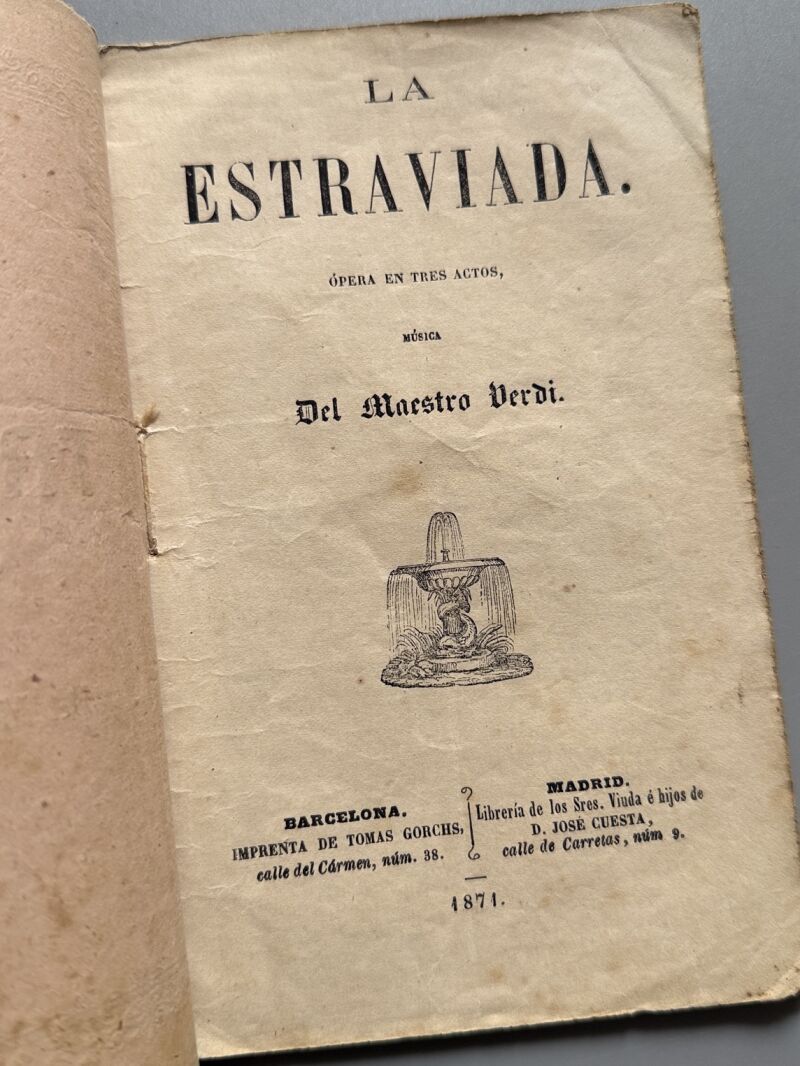 LA
ESTRAVIADA.
ÓPERA EN TRES ACTOS,
MÚSICA
Del Maestro Verdi.
BARCELONA.
IMPRENTA DE TOMAS GORCHS,
calle del Cármen, núm. 38.
MADRID.
Librería de los Sres. Viuda é hijos de
D. JOSÉ CUESTA,
calle de Carretas, núm 9.
1871.